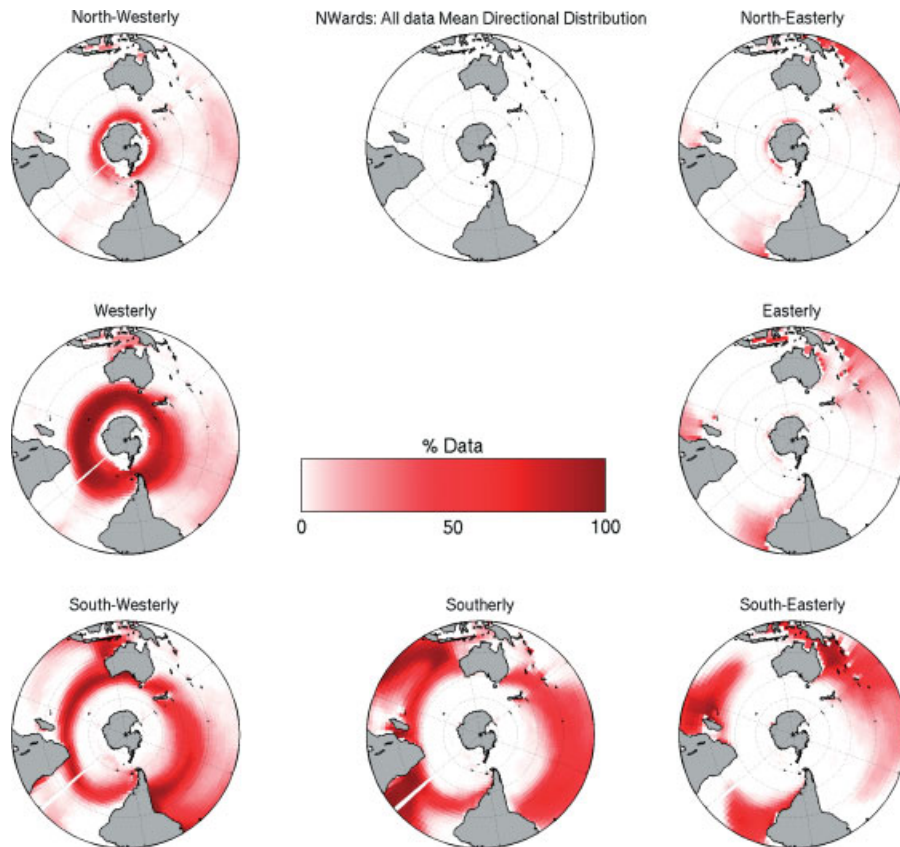 North-Westerly
NWards: All data Mean Directional Distribution
North-Easterly
Westerly
Easterly
% Data
0
50
100
South-Westerly
Southerly
South-Easterly